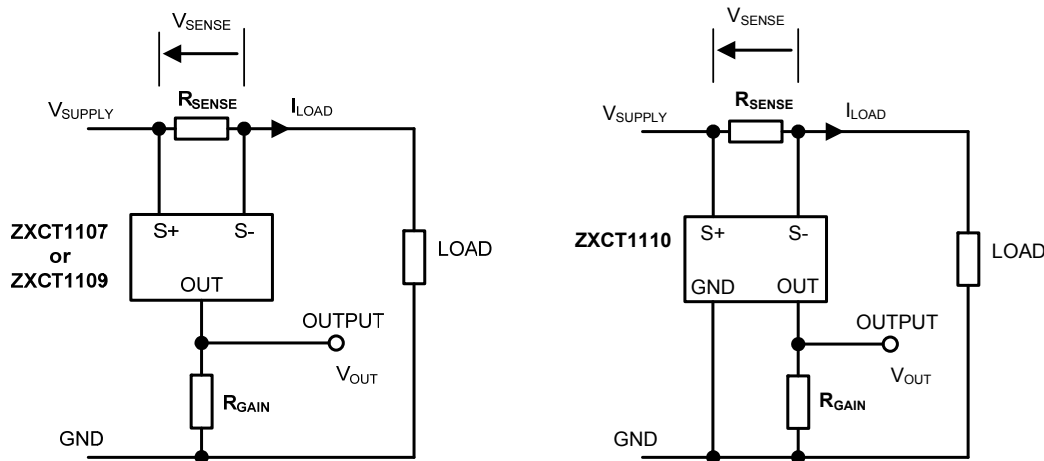 VSENSE
RSENSE
VSUPPLY
ILOAD
ZXCT1107
or
ZXCT1109
S+ S-
OUT
LOAD
OUTPUT
VOUT
RGAIN
GND
VSENSE
RSENSE
VSUPPLY
ILOAD
ZXCT1110
S+ S-
GND OUT
LOAD
OUTPUT
VOUT
RGAIN